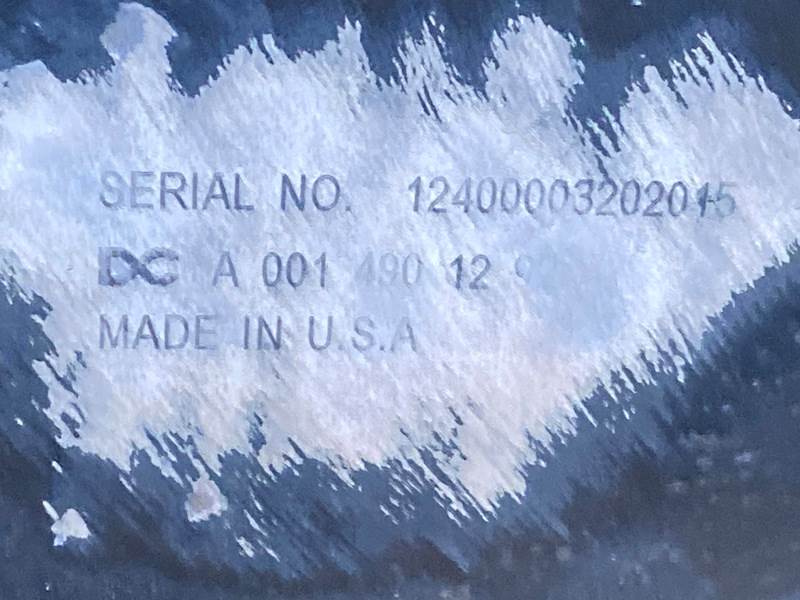 SERIAL NO. 12400003202015
DC A 001 490 12
MADE IN U.S.A